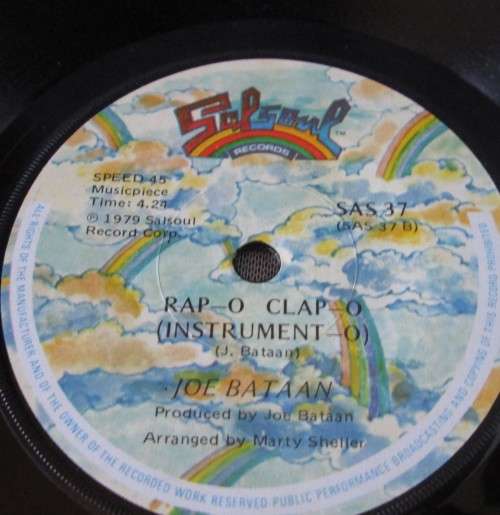 Salsoul TM
RECORDS
SPEED 45
Musicpiece
Time: 4.24
℗ 1979 Salsoul
Record Corp.
SAS 37
(SAS 37 B)
RAP-O CLAP-O
(INSTRUMENT-O)
(J. Bataan)
JOE BATAAN
Produced by Joe Bataan
Arranged by Marty Sheller
ALL RIGHTS OF THE MANUFACTURER AND OF THE OWNER OF THE RECORDED WORK RESERVED PUBLIC PERFORMANCE BROADCASTING AND COPYING OF THIS RECORD PROHIBITED